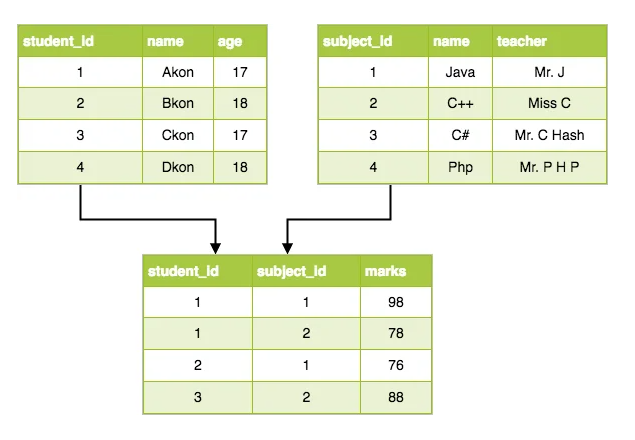 student_id name age
1 Akon 17
2 Bkon 18
3 Ckon 17
4 Dkon 18
subject_id name teacher
1 Java Mr. J
2 C++ Miss C
3 C# Mr. C Hash
4 Php Mr. P H P
student_id subject_id marks
1 1 98
1 2 78
2 1 76
3 2 88